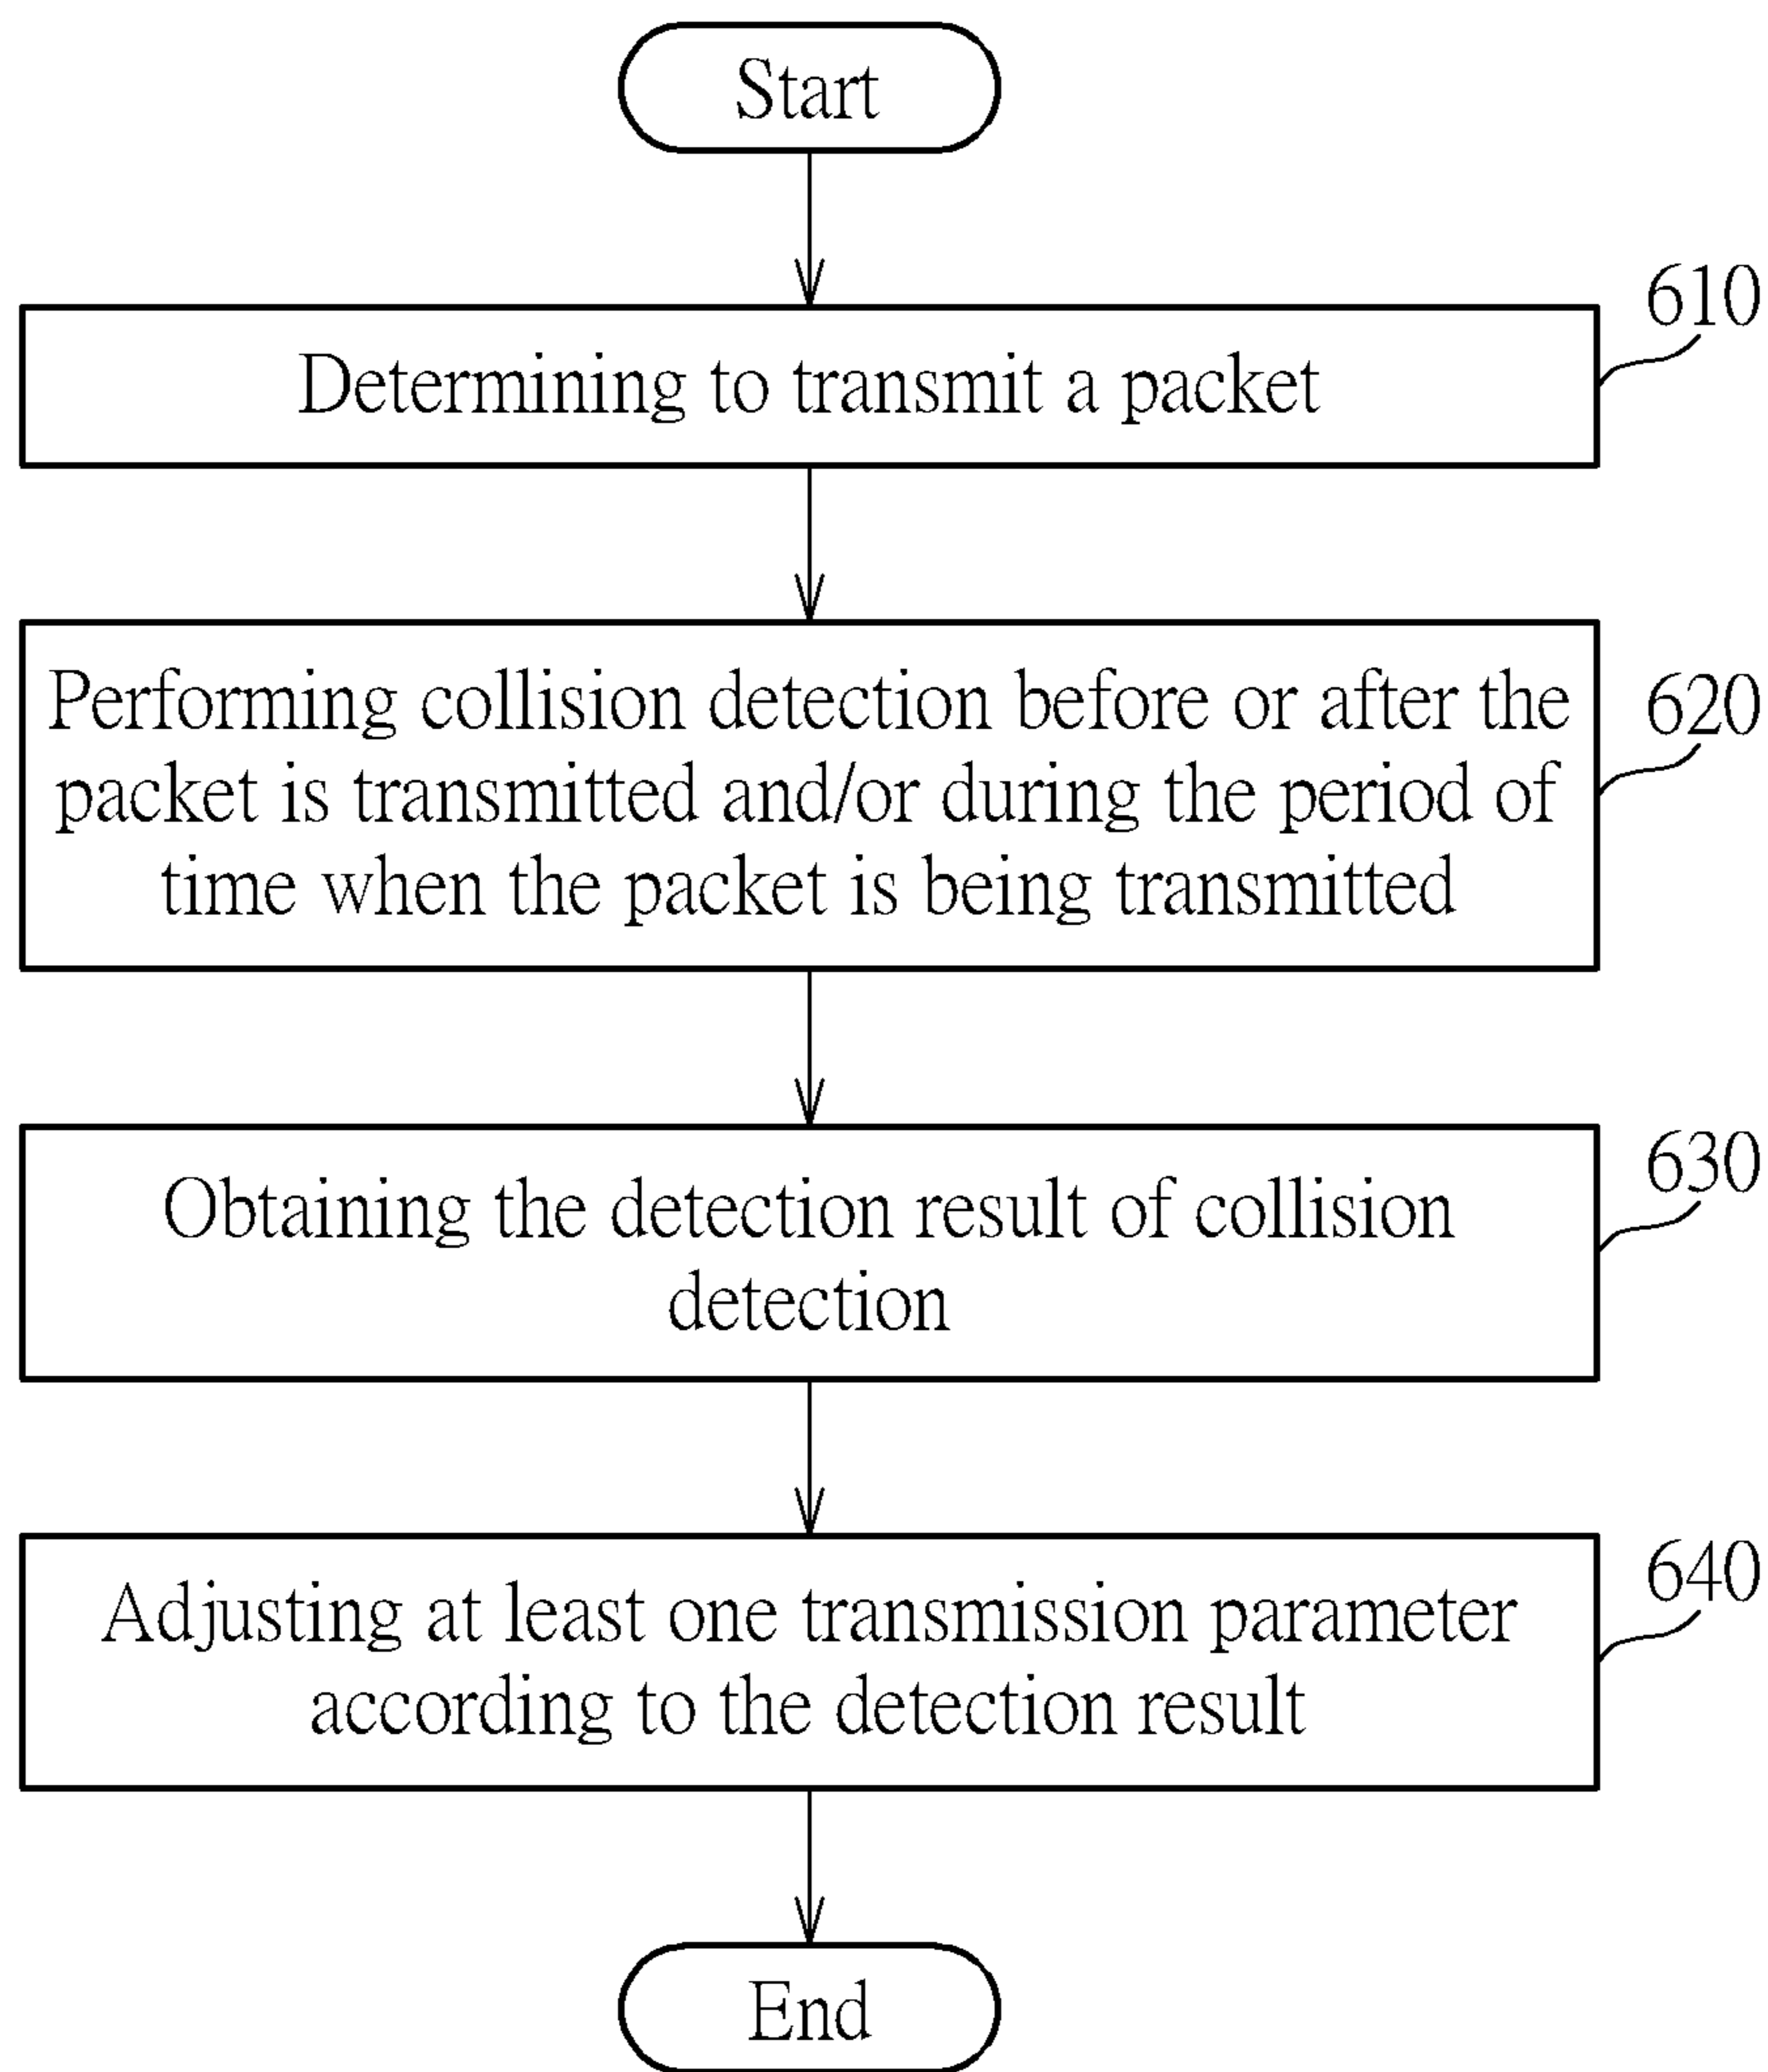 Start
610
Determining to transmit a packet
620
Performing collision detection before or after the
packet is transmitted and/or during the period of
time when the packet is being transmitted
630
Obtaining the detection result of collision
detection
640
Adjusting at least one transmission parameter
according to the detection result
End